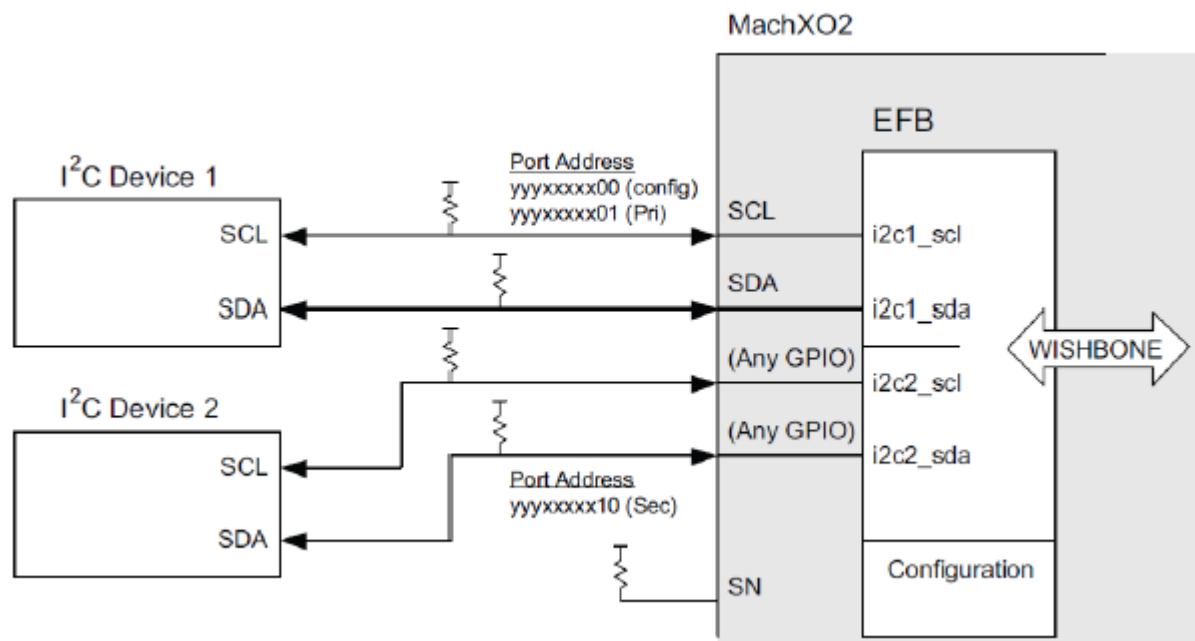 MachXO2
EFB
I²C Device 1
SCL
SDA
Port Address
yyyxxxxx00 (config)
yyyxxxxx01 (Pri)
SCL
SDA
i2c1_scl
i2c1_sda
WISHBONE
(Any GPIO)
(Any GPIO)
i2c2_scl
i2c2_sda
I²C Device 2
SCL
SDA
Port Address
yyyxxxxx10 (Sec)
SN
Configuration